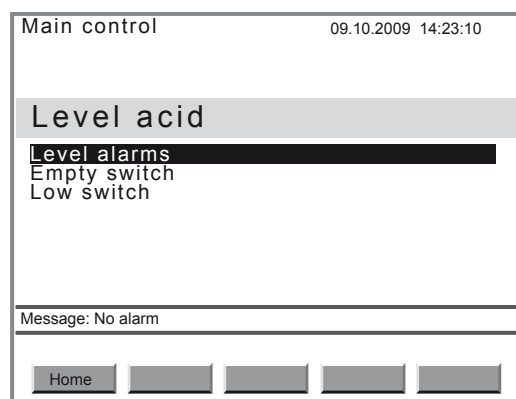 Main control 09.10.2009 14:23:10
Level acid
Level alarms
Empty switch
Low switch
Message: No alarm
Home